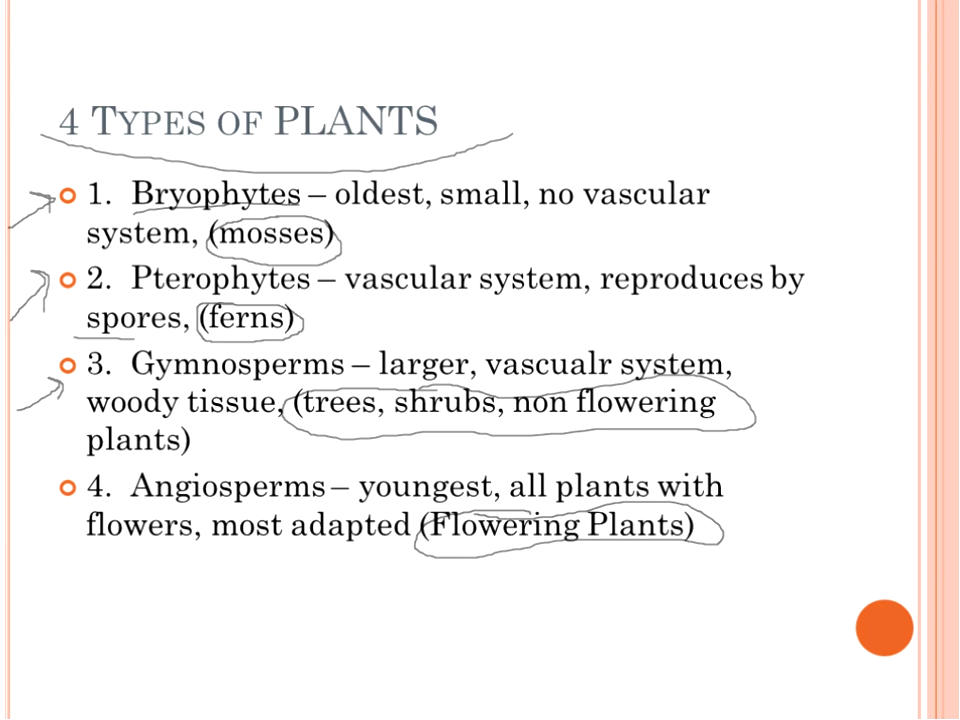 4 TYPES OF PLANTS
1. Bryophytes – oldest, small, no vascular
system, (mosses)
2. Pterophytes – vascular system, reproduces by
spores, (ferns)
3. Gymnosperms – larger, vascualr system,
woody tissue, (trees, shrubs, non flowering
plants)
4. Angiosperms – youngest, all plants with
flowers, most adapted (Flowering Plants)